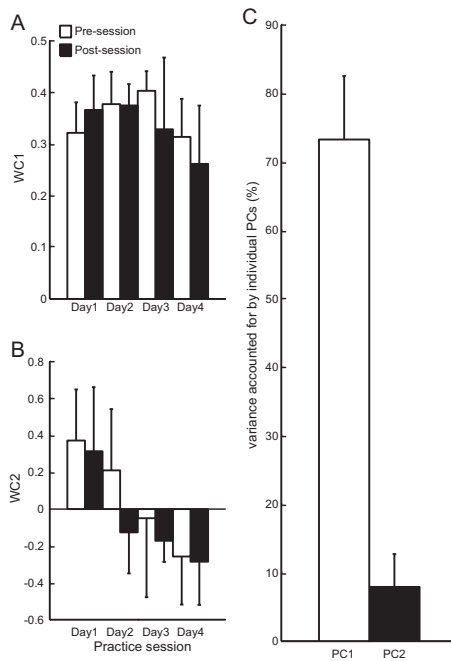 A
Pre-session
Post-session
0.5
0.4
0.3
0.2
0.1
0
WC1
Day1 Day2 Day3 Day4
B
0.8
0.6
0.4
0.2
0
-0.2
-0.4
-0.6
WC2
Day1 Day2 Day3 Day4
Practice session
C
90
80
70
60
50
40
30
20
10
0
variance accounted for by individual PCs (%)
PC1 PC2